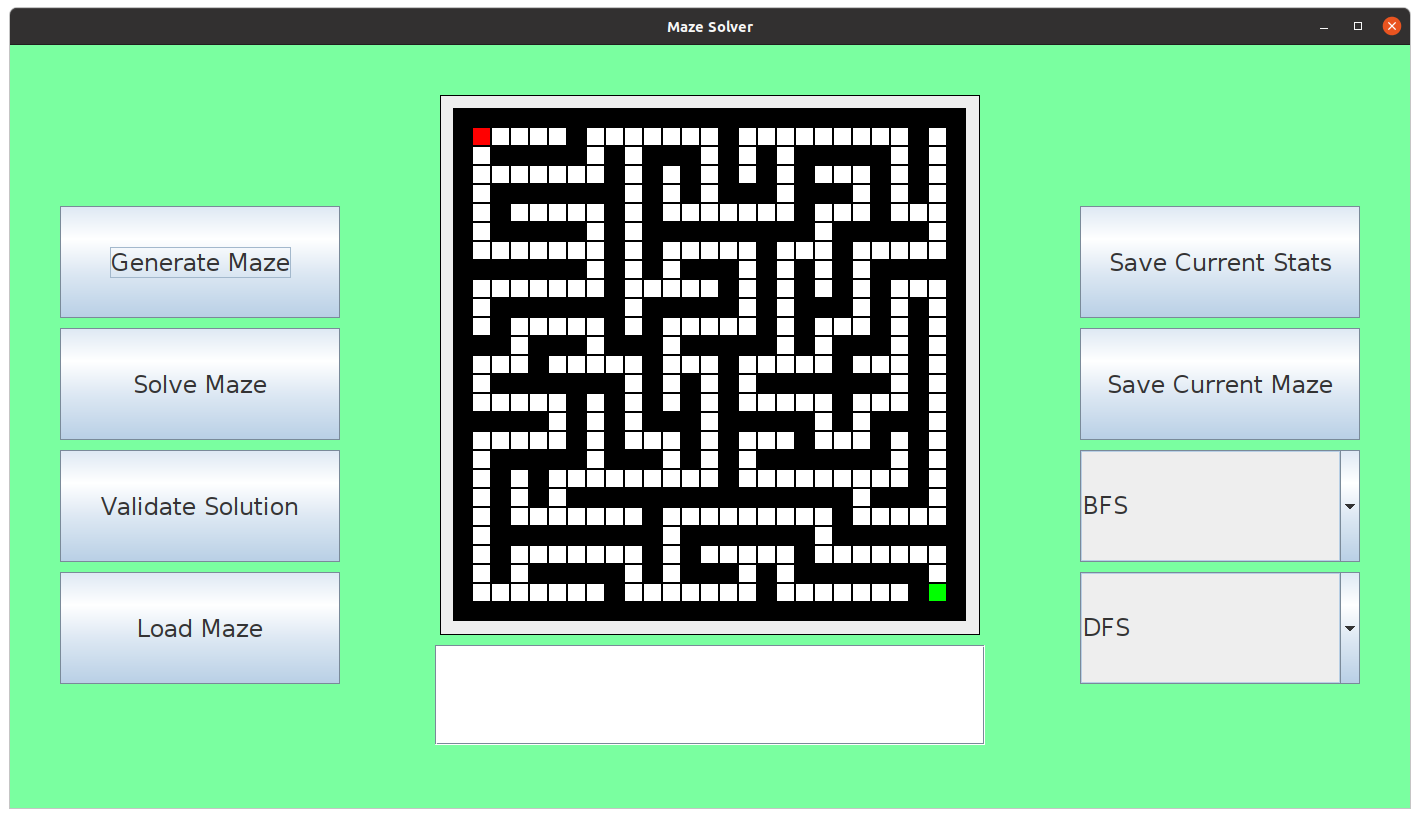 Maze Solver
Generate Maze
Solve Maze
Validate Solution
Load Maze
Save Current Stats
Save Current Maze
BFS
DFS